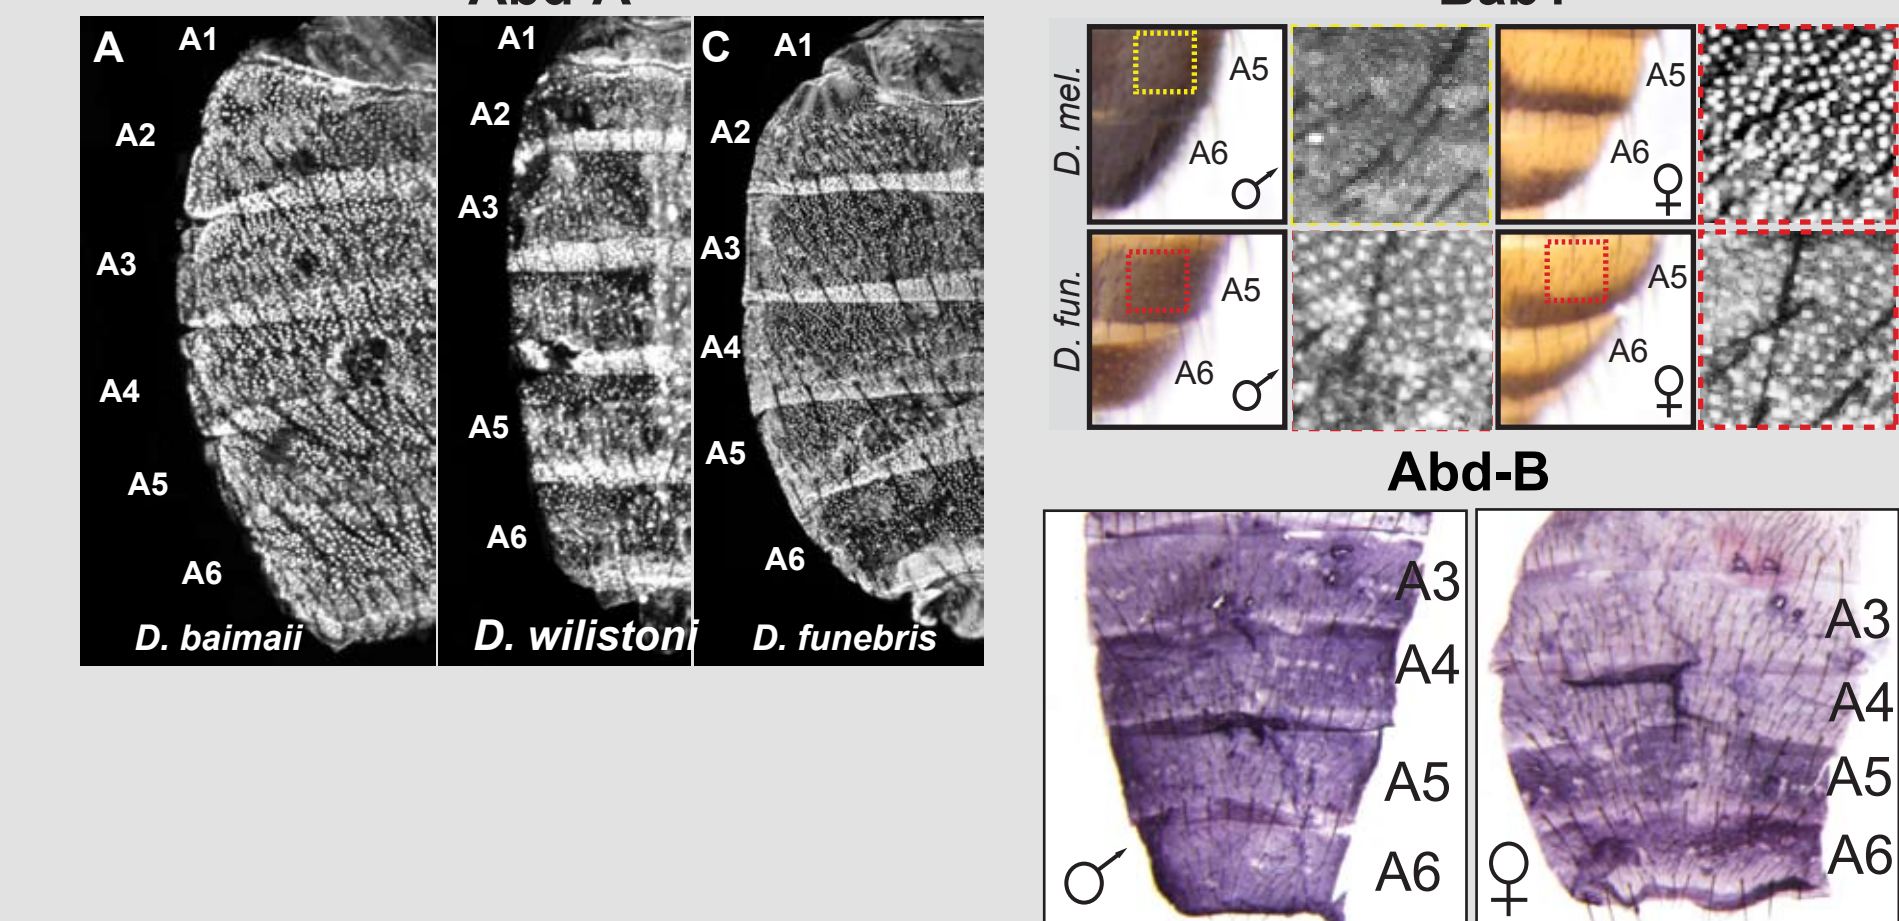 Abd-A
A
A1
A2
A3
A4
A5
A6
D. baimaii
A1
A2
A3
A5
A6
D. wilistoni
C
A1
A2
A3
A4
A5
A6
D. funebris
Bab1
D. mel.
A5
A6
♂
A5
A6
♀
D. fun.
A5
A6
♂
A5
A6
♀
Abd-B
A3
A4
A5
A6
♂
A3
A4
A5
A6
♀